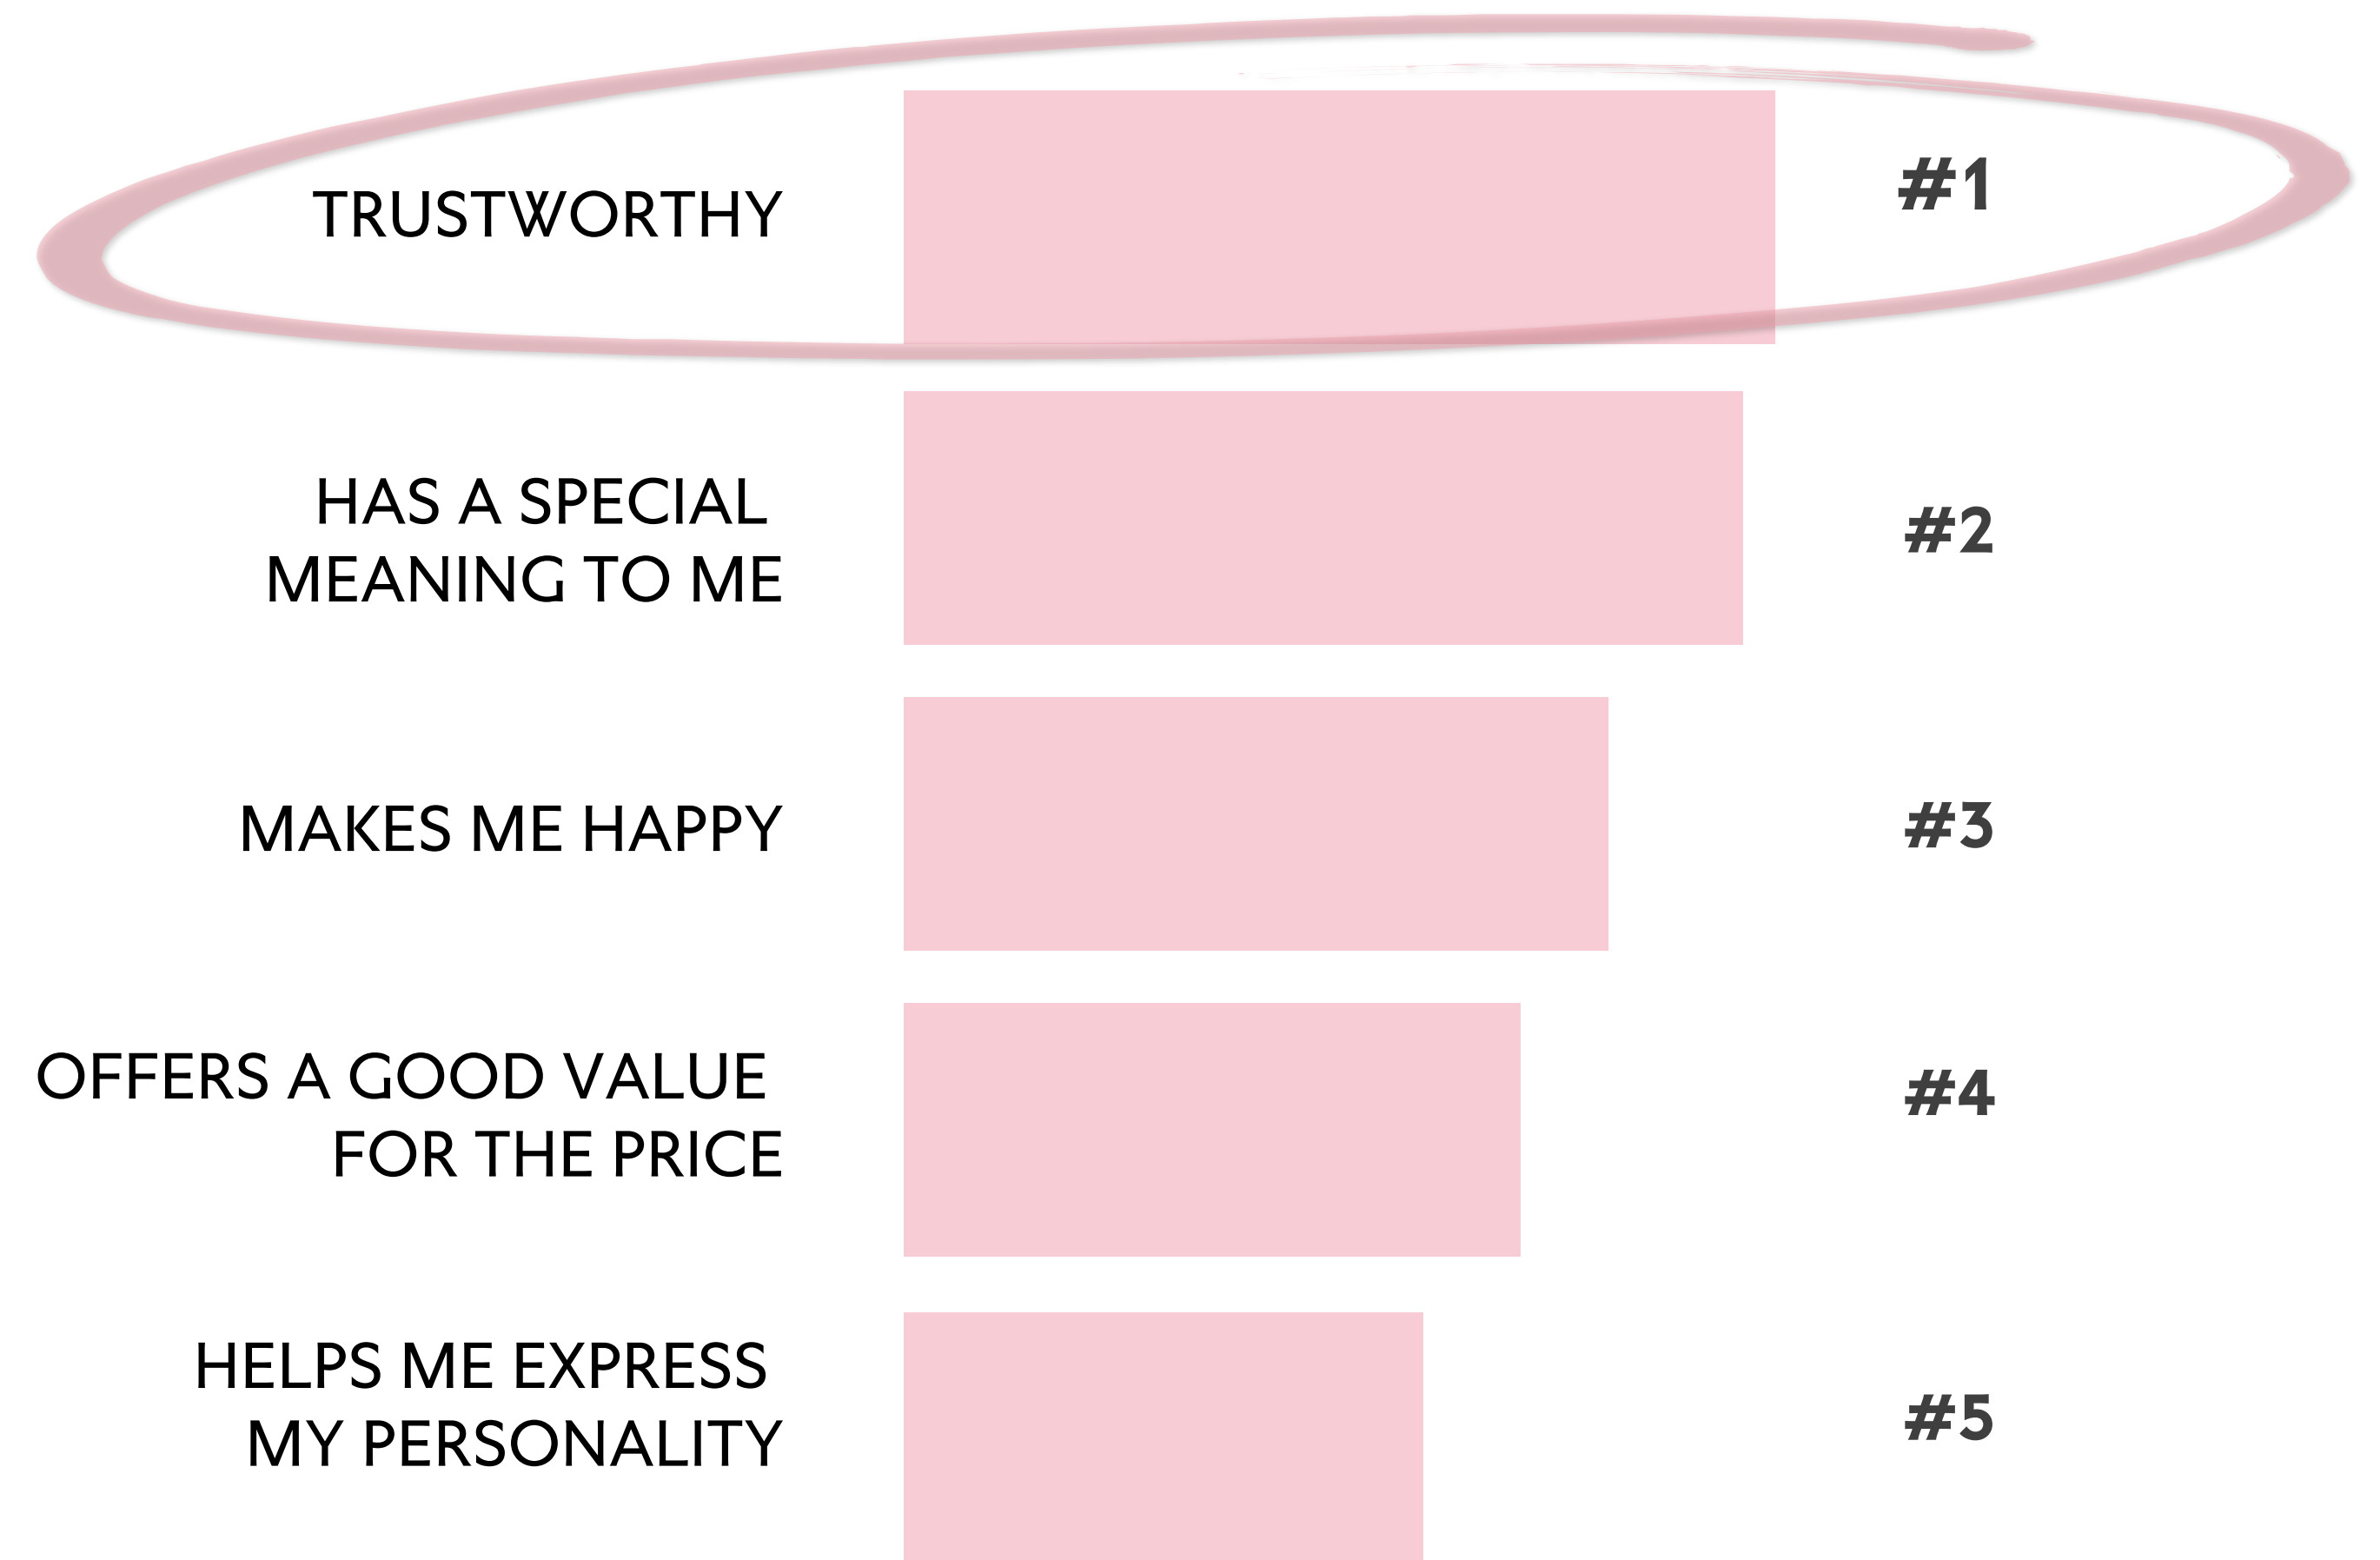 TRUSTWORTHY
#1
HAS A SPECIAL
MEANING TO ME
#2
MAKES ME HAPPY
#3
OFFERS A GOOD VALUE
FOR THE PRICE
#4
HELPS ME EXPRESS
MY PERSONALITY
#5